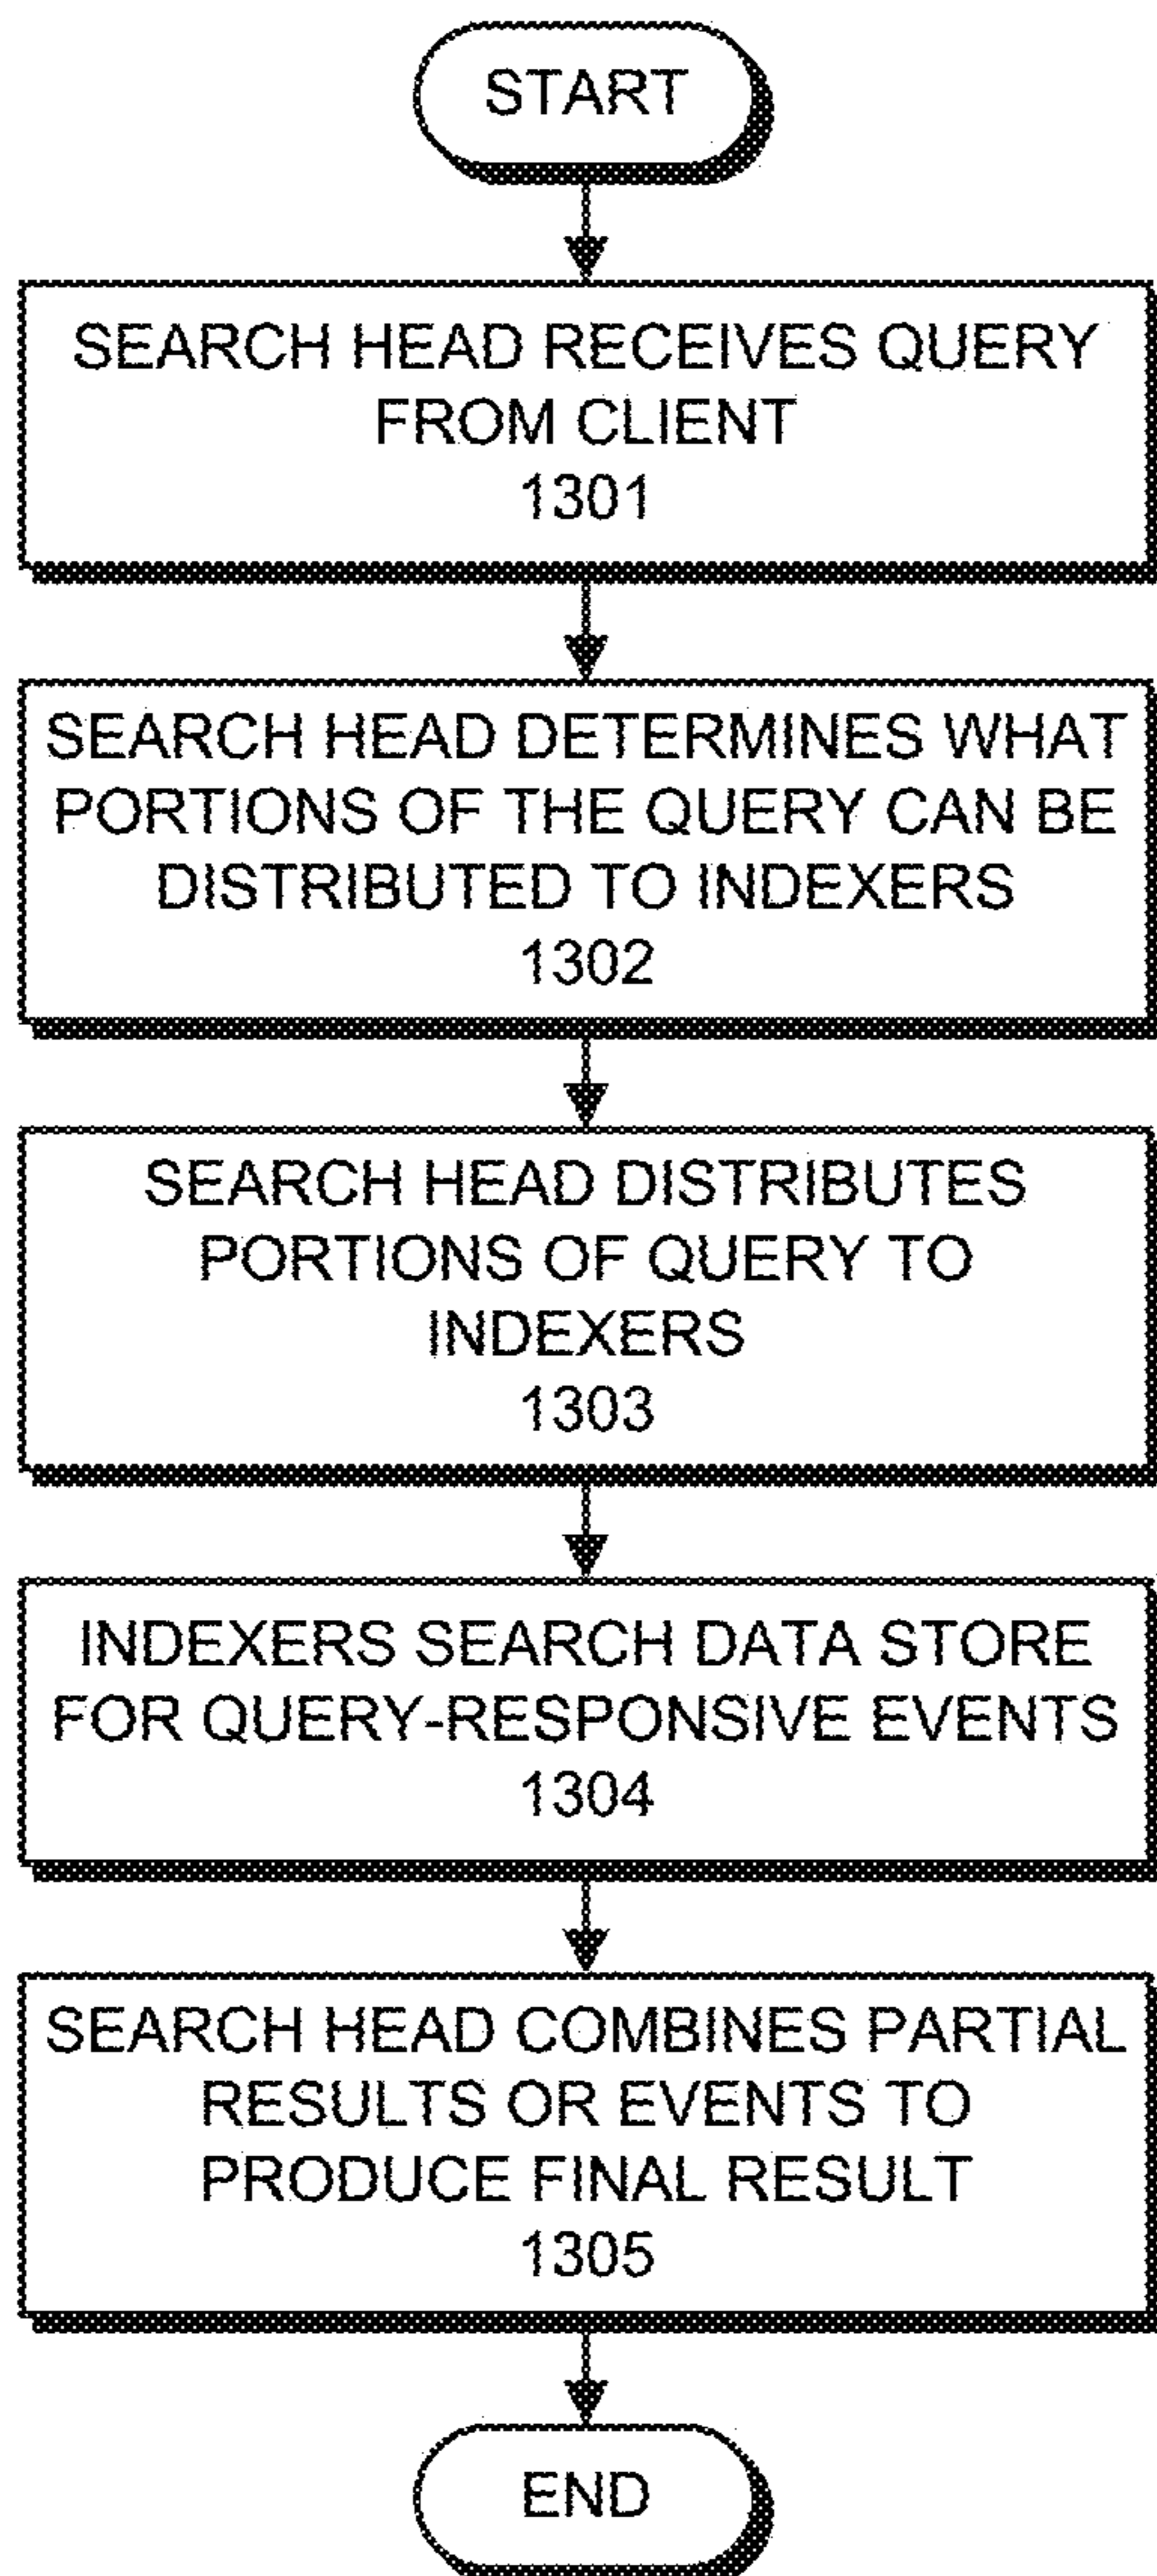 START
SEARCH HEAD RECEIVES QUERY
FROM CLIENT
1301
SEARCH HEAD DETERMINES WHAT
PORTIONS OF THE QUERY CAN BE
DISTRIBUTED TO INDEXERS
1302
SEARCH HEAD DISTRIBUTES
PORTIONS OF QUERY TO
INDEXERS
1303
INDEXERS SEARCH DATA STORE
FOR QUERY-RESPONSIVE EVENTS
1304
SEARCH HEAD COMBINES PARTIAL
RESULTS OR EVENTS TO
PRODUCE FINAL RESULT
1305
END